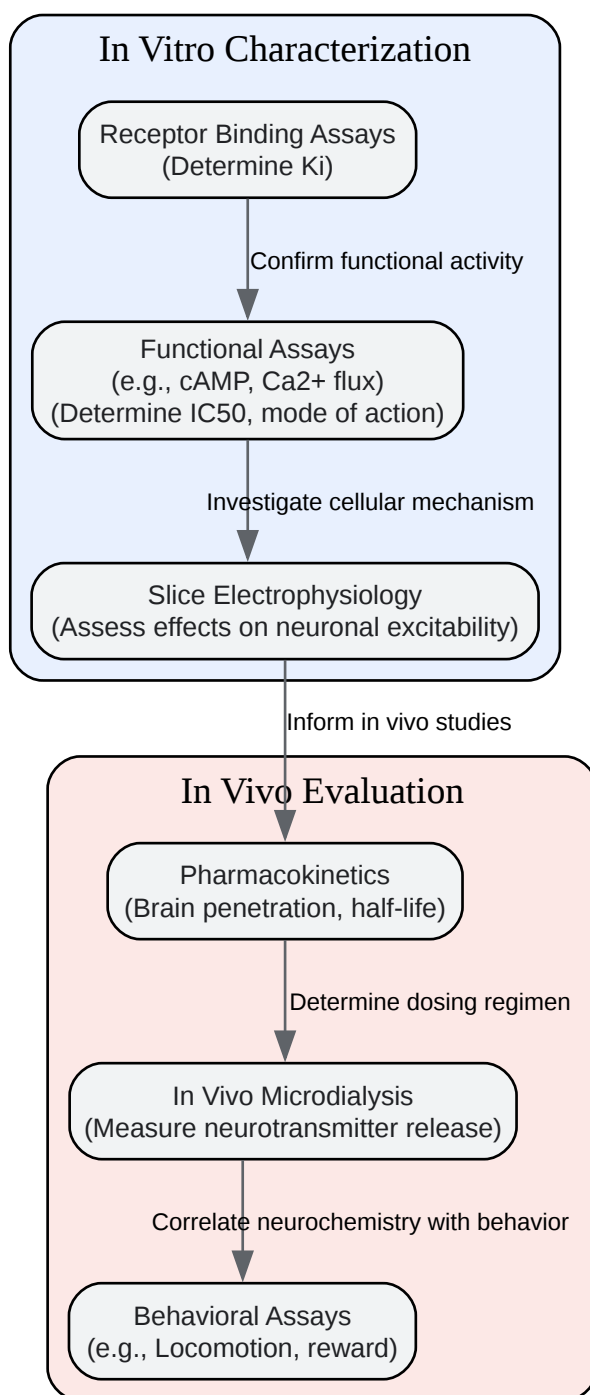 In Vitro Characterization
Receptor Binding Assays
(Determine Ki)
Confirm functional activity
Functional Assays
(e.g., cAMP, Ca2+ flux)
(Determine IC50, mode of action)
Investigate cellular mechanism
Slice Electrophysiology
(Assess effects on neuronal excitability)
Inform in vivo studies
In Vivo Evaluation
Pharmacokinetics
(Brain penetration, half-life)
Determine dosing regimen
In Vivo Microdialysis
(Measure neurotransmitter release)
Correlate neurochemistry with behavior
Behavioral Assays
(e.g., Locomotion, reward)